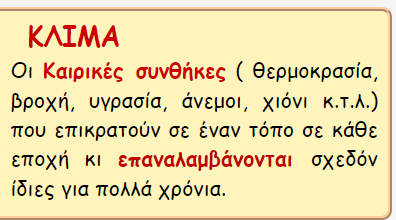 ΚΛΙΜΑ
Οι Καιρικές συνθήκες ( θερμοκρασία,
βροχή, υγρασία, άνεμοι, χιόνι κ.τ.λ.)
που επικρατούν σε έναν τόπο σε κάθε
εποχή κι επαναλαμβάνονται σχεδόν
ίδιες για πολλά χρόνια.